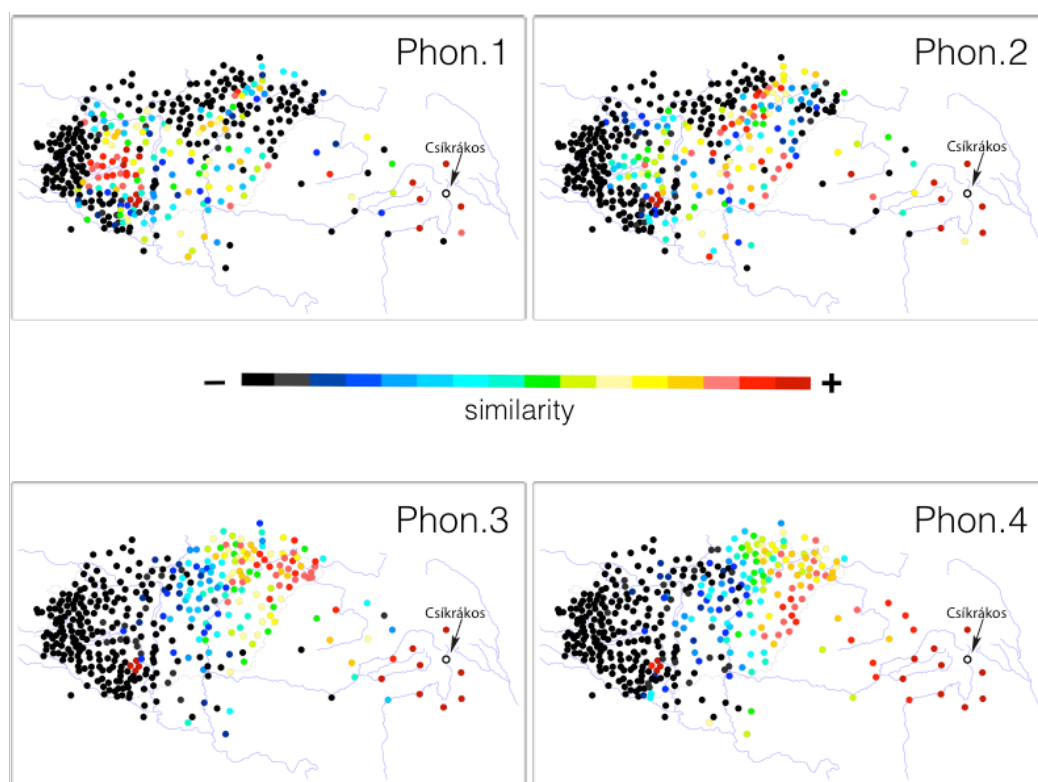 Phon.1
Csíkrákos
Phon.2
Csíkrákos
– +
similarity
Phon.3
Csíkrákos
Phon.4
Csíkrákos